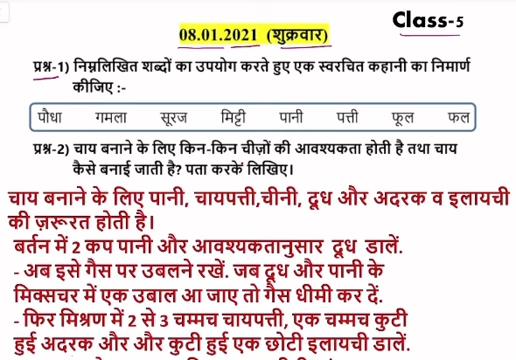 Class-5
08.01.2021 (शुक्रवार)
प्रश्न-1) निम्नलिखित शब्दों का उपयोग करते हुए एक स्वरचित कहानी का निमार्ण
कीजिए :-
पौधा गमला सूरज मिट्टी पानी पत्ती फूल फल
प्रश्न-2) चाय बनाने के लिए किन-किन चीज़ों की आवश्यकता होती है तथा चाय
कैसे बनाई जाती है? पता करके लिखिए।
चाय बनाने के लिए पानी, चायपत्ती,चीनी, दूध और अदरक व इलायची
की ज़रूरत होती है।
बर्तन में 2 कप पानी और आवश्यकतानुसार दूध डालें.
- अब इसे गैस पर उबलने रखें. जब दूध और पानी के
मिक्सचर में एक उबाल आ जाए तो गैस धीमी कर दें.
- फिर मिश्रण में 2 से 3 चम्मच चायपत्ती, एक चम्मच कुटी
हुई अदरक और और कुटी हुई एक छोटी इलायची डालें.